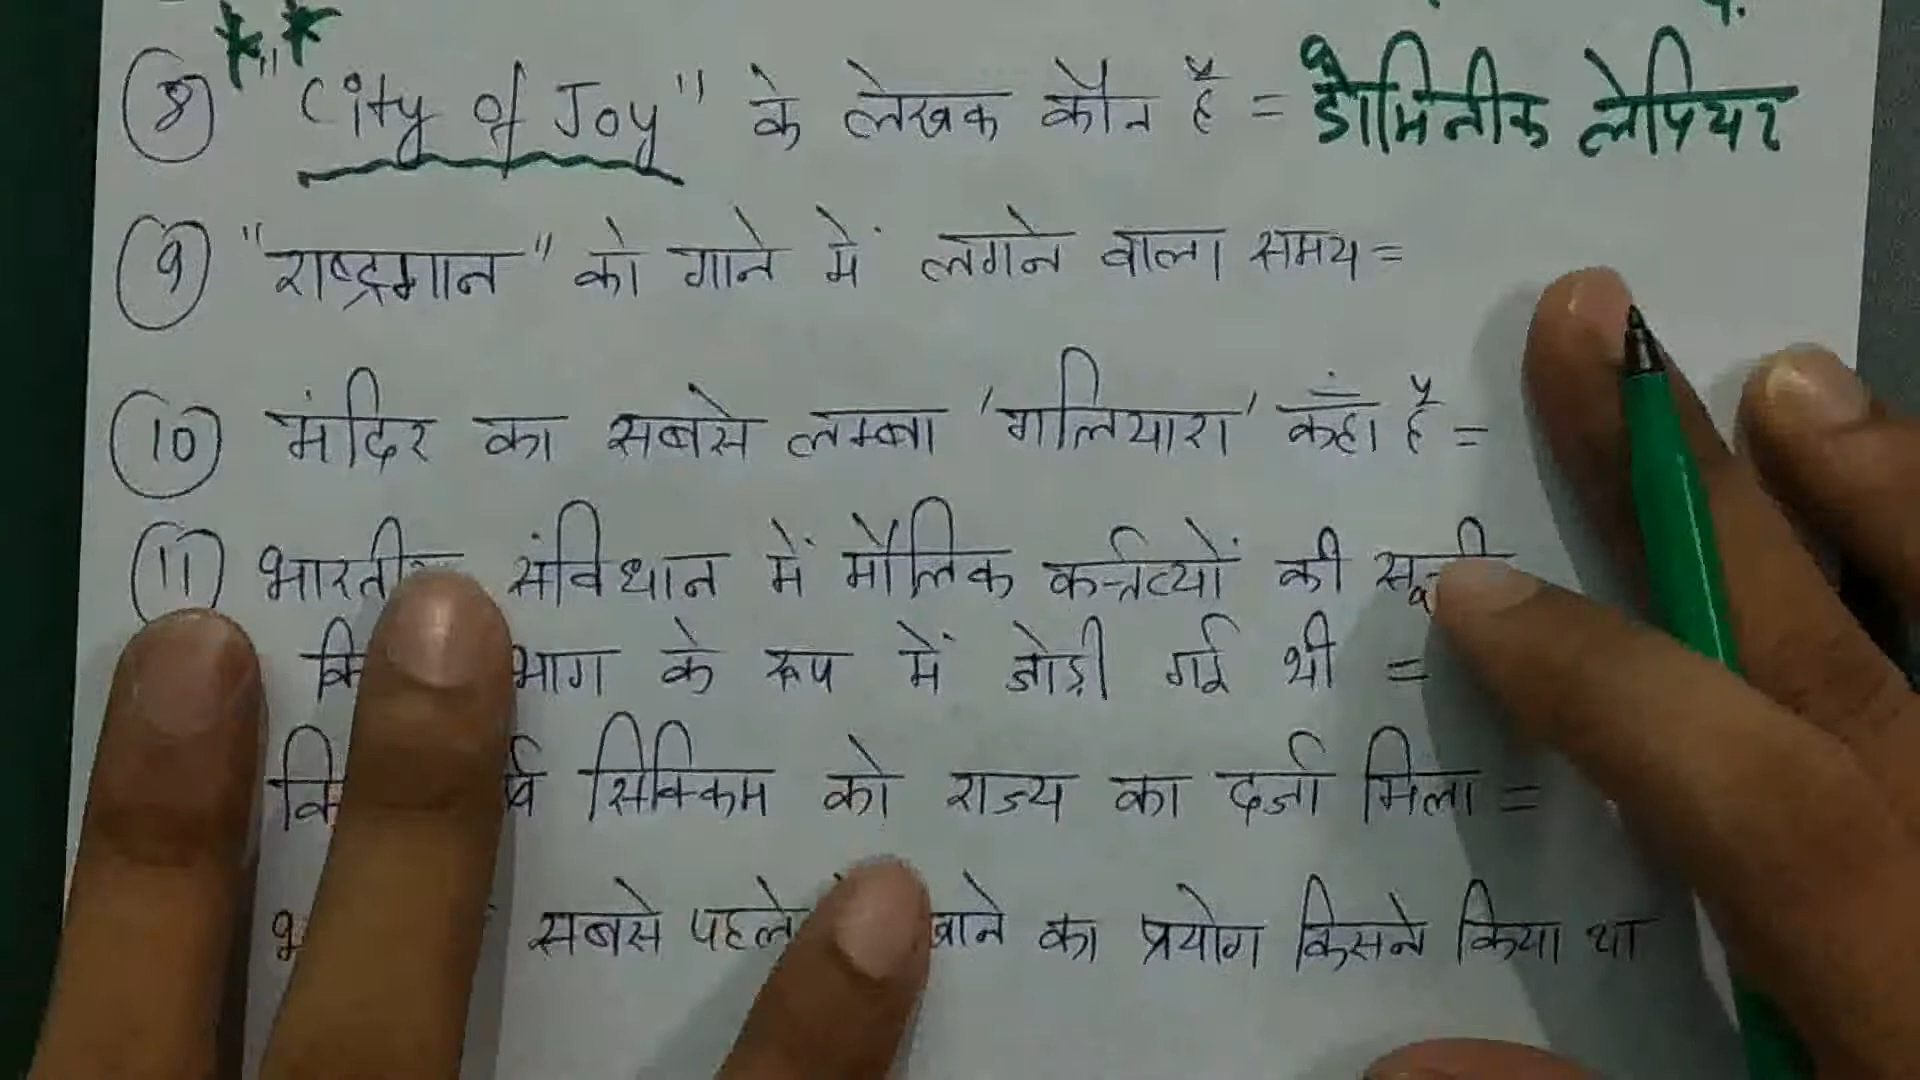 ⑧ "City of Joy" के लेखक कौन है = डोमिनीक लेपियर
⑨ "राष्ट्रगान" को गाने में लगने वाला समय =
⑩ मंदिर का सबसे लम्बा 'गलियारा' कहाँ है =
⑪ भारतीय संविधान में मौलिक कर्त्तव्यों की सूची
भाग के रूप में जोड़ी गई थी =
सिक्किम को राज्य का दर्जा मिला =
सबसे पहले का प्रयोग किसने किया था